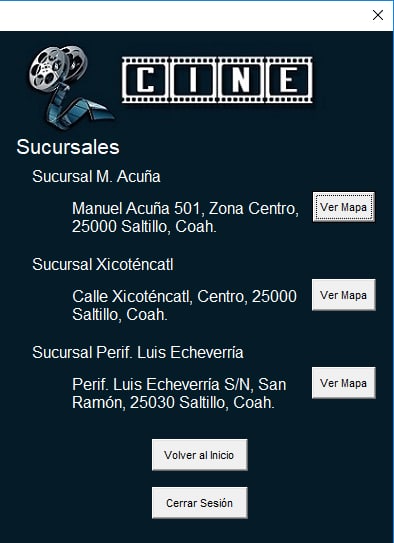 CINE
Sucursales
Sucursal M. Acuña
Manuel Acuña 501, Zona Centro,
25000 Saltillo, Coah.
Ver Mapa
Sucursal Xicoténcatl
Calle Xicoténcatl, Centro, 25000
Saltillo, Coah.
Ver Mapa
Sucursal Perif. Luis Echeverría
Perif. Luis Echeverría S/N, San
Ramón, 25030 Saltillo, Coah.
Ver Mapa
Volver al Inicio
Cerrar Sesión